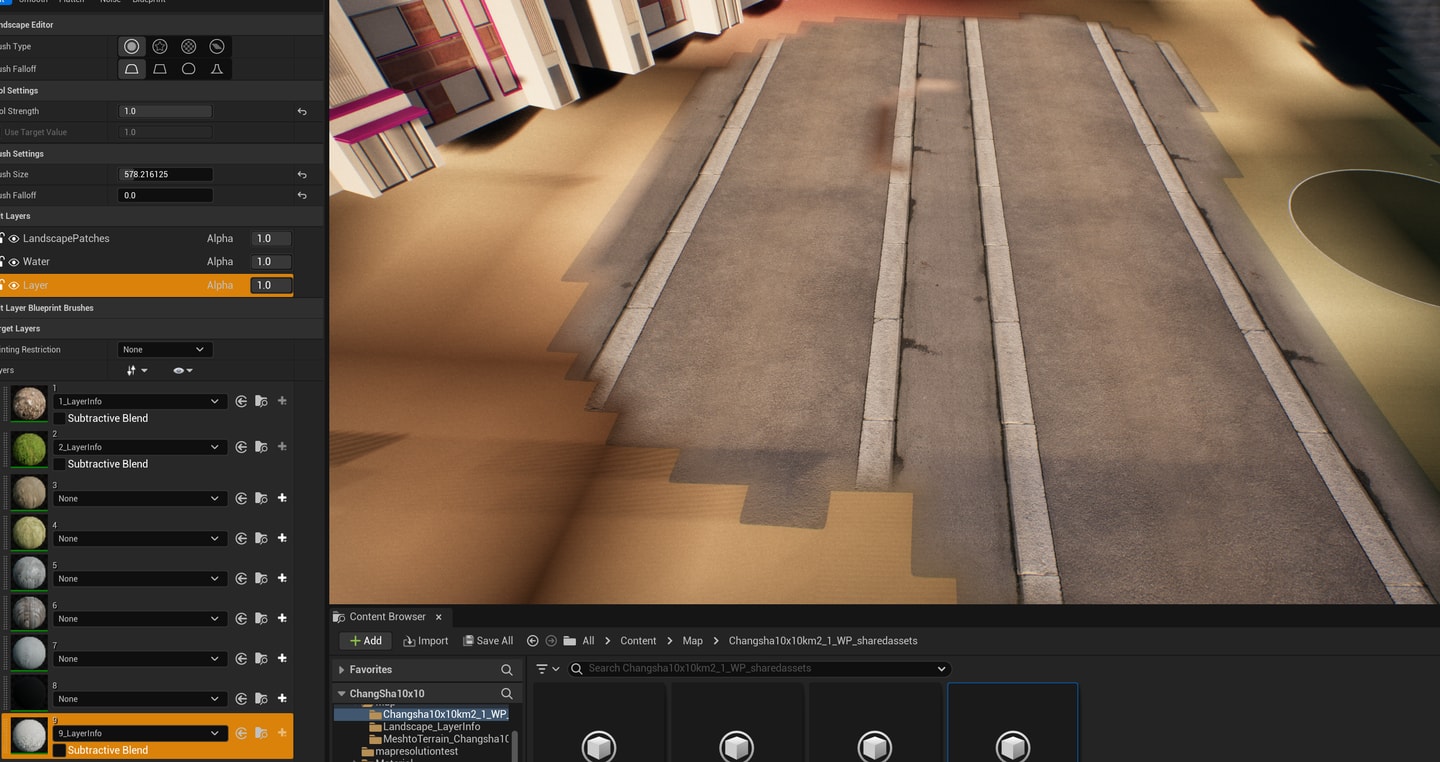 Smooth Flatten Noise Blueprint
ndscape Editor
ush Type
ush Falloff
ol Settings
ol Strength 1.0
Use Target Value 1.0
ush Settings
ush Size 578.216125
ush Falloff 0.0
t Layers
LandscapePatches Alpha 1.0
Water Alpha 1.0
Layer Alpha 1.0
t Layer Blueprint Brushes
rget Layers
inting Restriction None
yers
1
1_LayerInfo
Subtractive Blend
2
2_LayerInfo
Subtractive Blend
3
None
4
None
5
None
6
None
7
None
8
None
9
9_LayerInfo
Subtractive Blend
Content Browser
Add Import Save All All Content Map Changsha10x10km2_1_WP_sharedassets
Favorites
Search Changsha10x10km2_1_WP_sharedassets
ChangSha10x10
Map
Changsha10x10km2_1_WP.
Landscape_LayerInfo
MeshtoTerrain_Changsha10
mapresolutiontest
Material